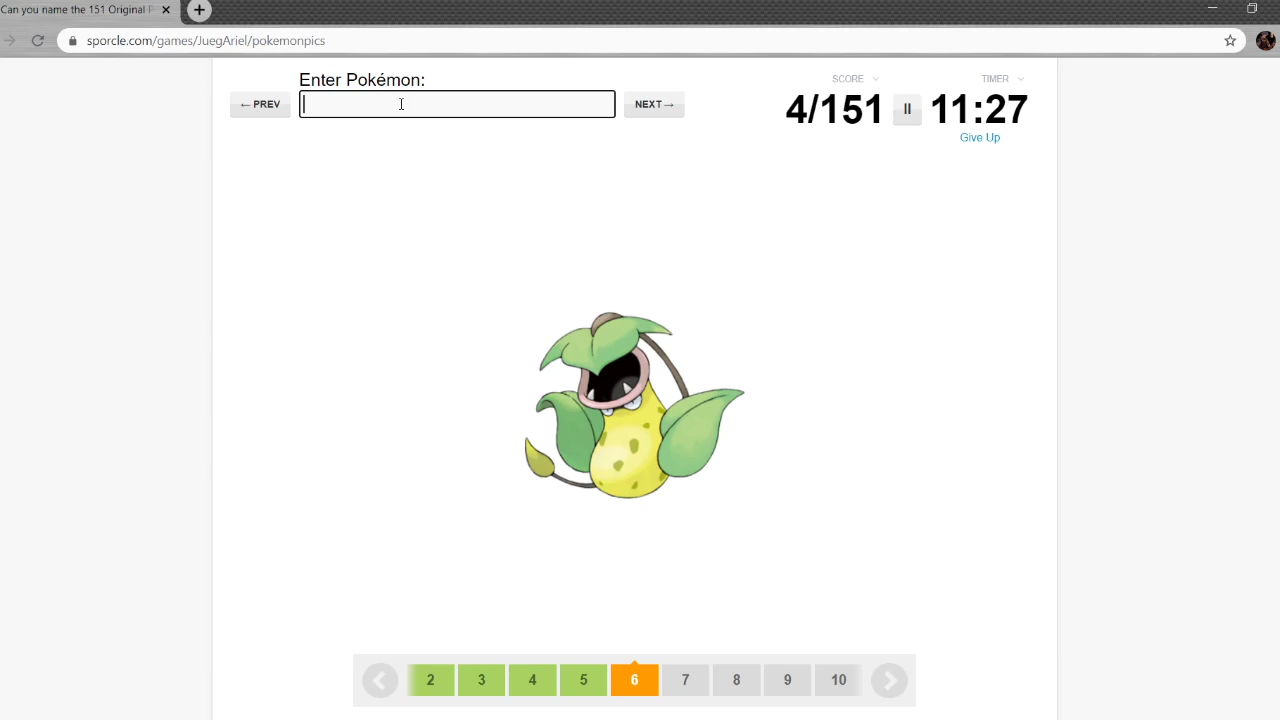 Can you name the 151 Original P
sporcle.com/games/JuegAriel/pokemonpics
Enter Pokémon:
← PREV
NEXT →
SCORE
4/151
TIMER
11:27
Give Up
2 3 4 5 6 7 8 9 10